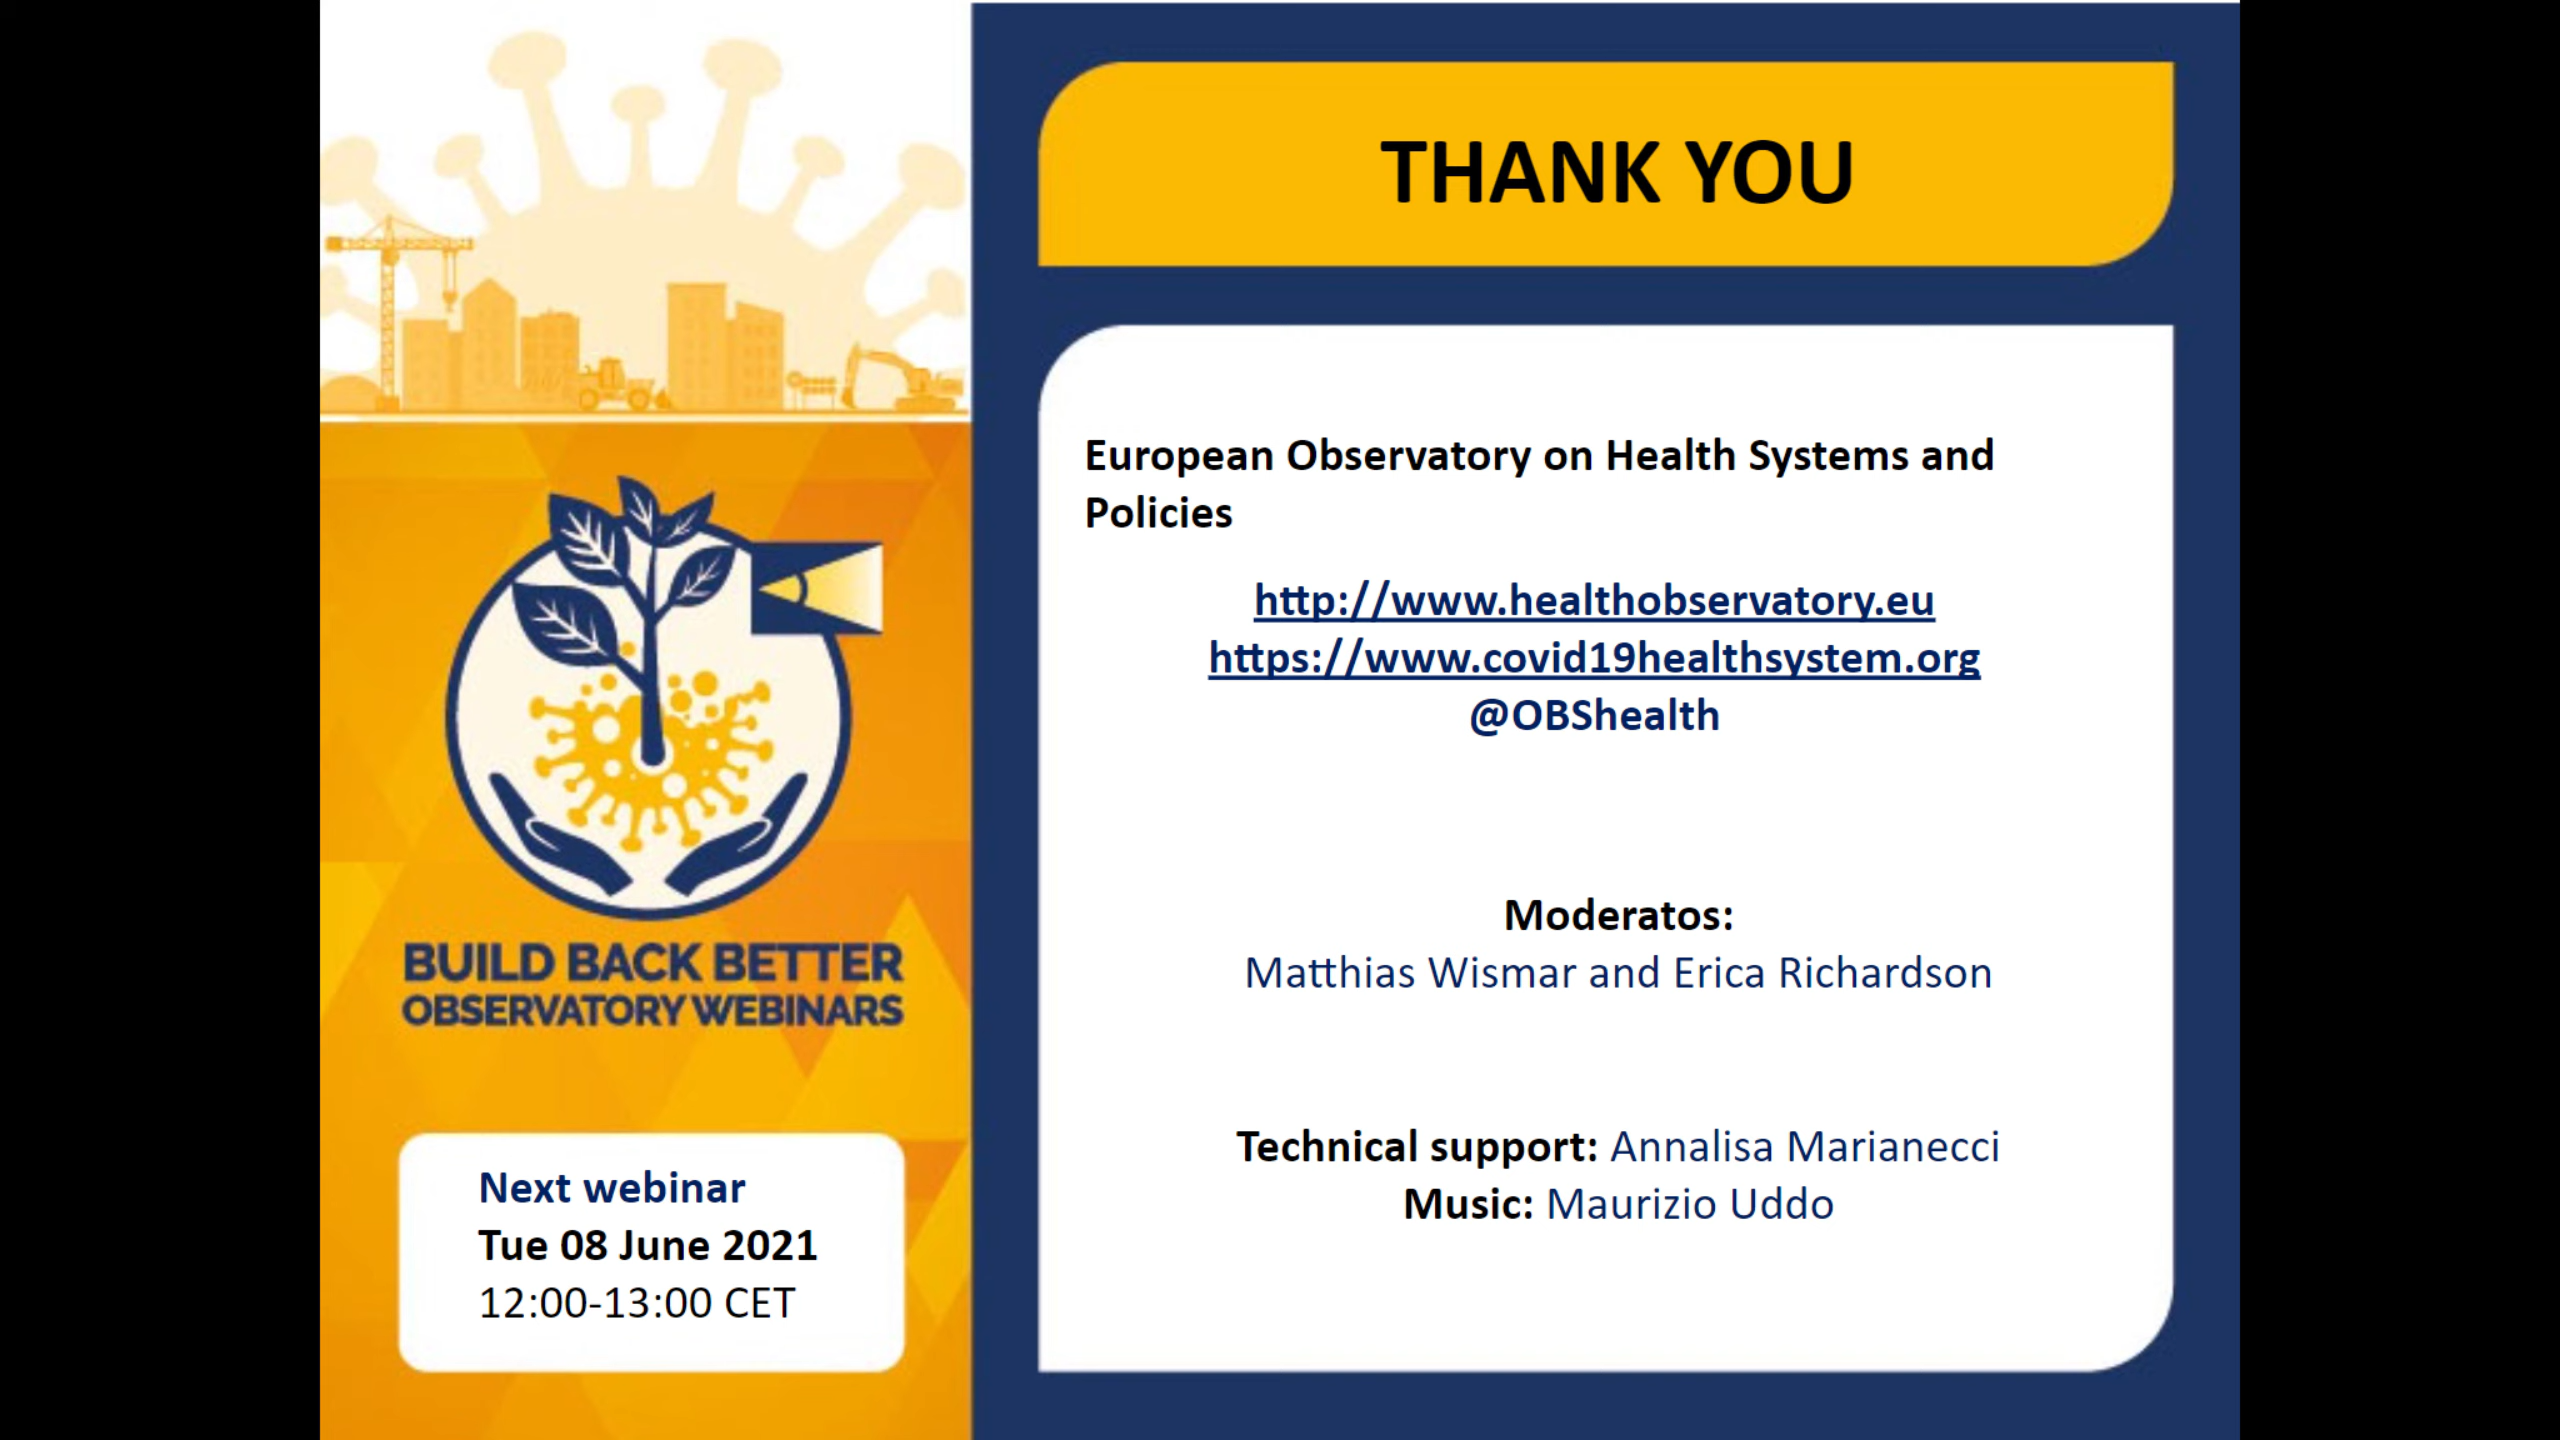 THANK YOU
European Observatory on Health Systems and
Policies
http://www.healthobservatory.eu
https://www.covid19healthsystem.org
@OBShealth
Moderatos:
Matthias Wismar and Erica Richardson
Technical support: Annalisa Marianecci
Music: Maurizio Uddo
BUILD BACK BETTER
OBSERVATORY WEBINARS
Next webinar
Tue 08 June 2021
12:00-13:00 CET